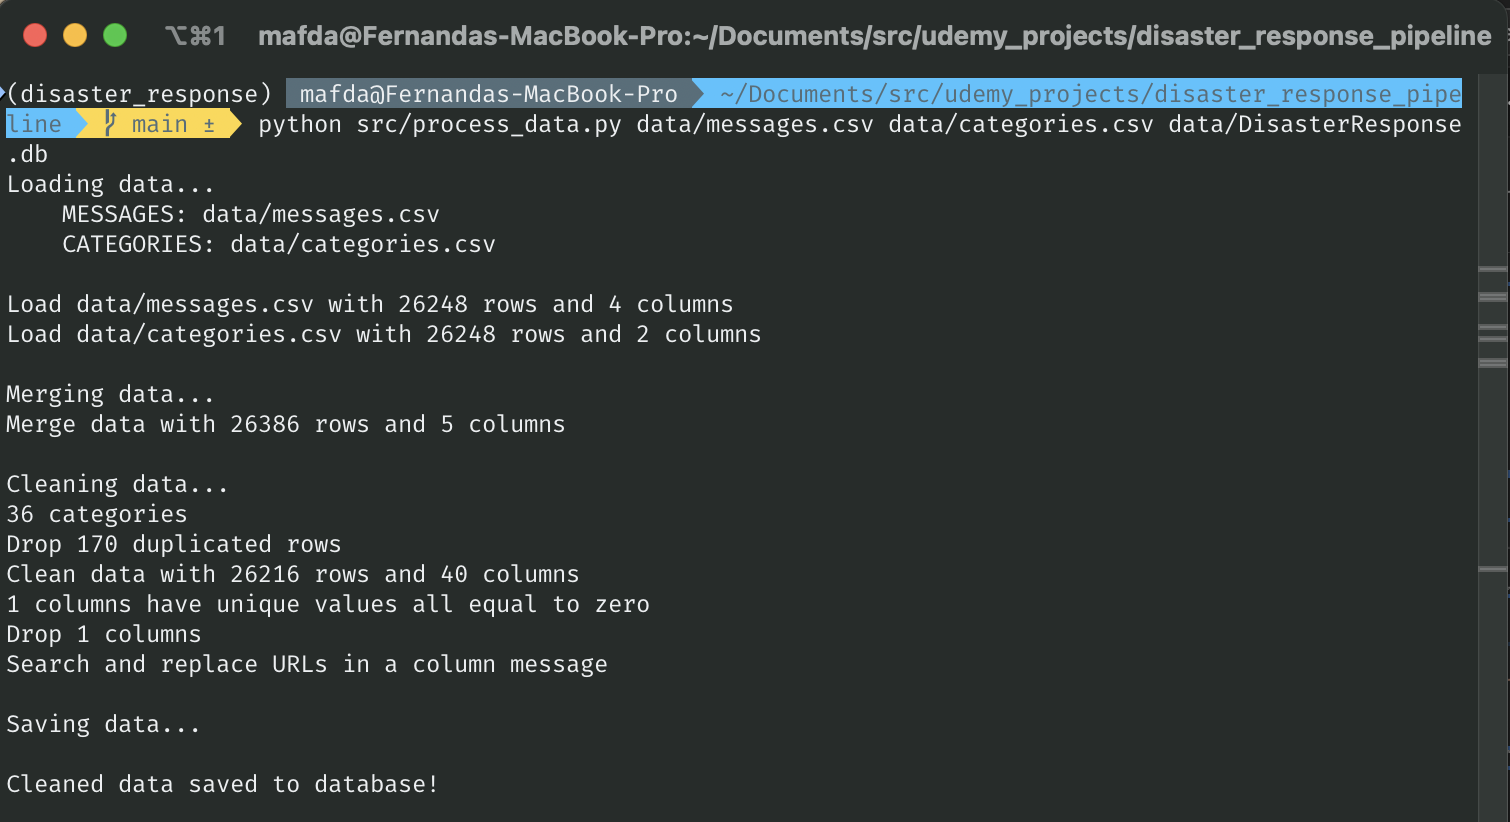 ⌥⌘1 mafda@Fernandas-MacBook-Pro:~/Documents/src/udemy_projects/disaster_response_pipeline
(disaster_response) mafda@Fernandas-MacBook-Pro ~/Documents/src/udemy_projects/disaster_response_pipe
line main ± python src/process_data.py data/messages.csv data/categories.csv data/DisasterResponse
.db
Loading data...
MESSAGES: data/messages.csv
CATEGORIES: data/categories.csv
Load data/messages.csv with 26248 rows and 4 columns
Load data/categories.csv with 26248 rows and 2 columns
Merging data...
Merge data with 26386 rows and 5 columns
Cleaning data...
36 categories
Drop 170 duplicated rows
Clean data with 26216 rows and 40 columns
1 columns have unique values all equal to zero
Drop 1 columns
Search and replace URLs in a column message
Saving data...
Cleaned data saved to database!